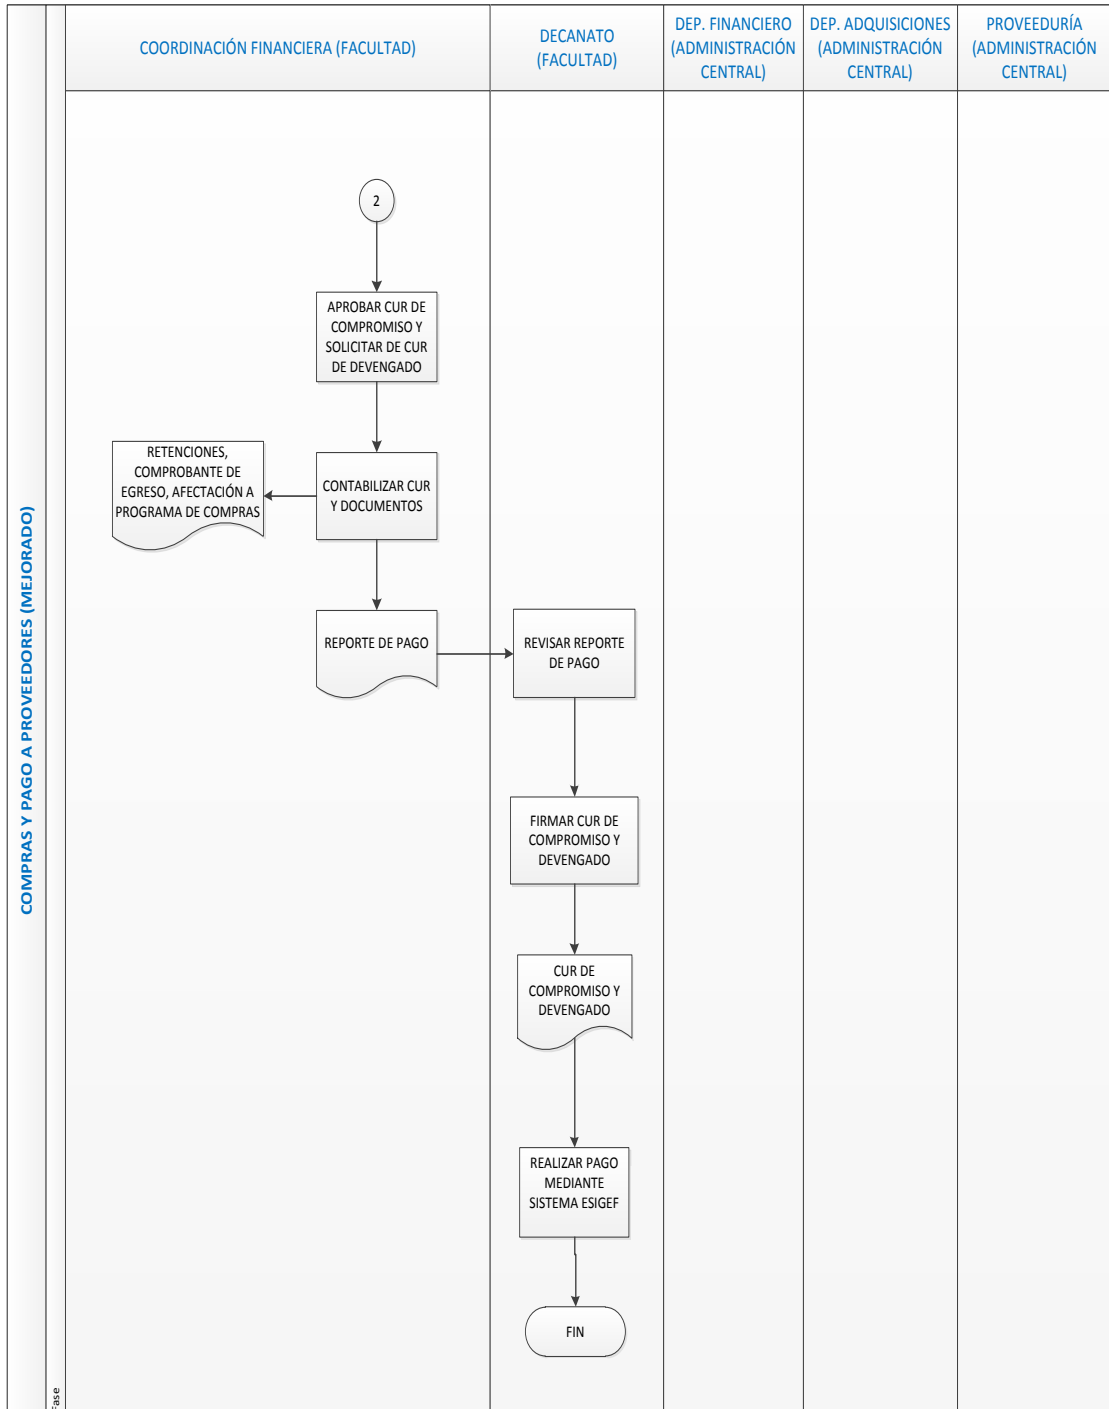 COORDINACIÓN FINANCIERA (FACULTAD)
DECANATO
(FACULTAD)
DEP. FINANCIERO
(ADMINISTRACIÓN
CENTRAL)
DEP. ADQUISICIONES
(ADMINISTRACIÓN
CENTRAL)
PROVEEDURÍA
(ADMINISTRACIÓN
CENTRAL)
COMPRAS Y PAGO A PROVEEDORES (MEJORADO)
Fase
2
APROBAR CUR DE
COMPROMISO Y
SOLICITAR DE CUR
DE DEVENGADO
RETENCIONES,
COMPROBANTE DE
EGRESO, AFECTACIÓN A
PROGRAMA DE COMPRAS
CONTABILIZAR CUR
Y DOCUMENTOS
REPORTE DE PAGO
REVISAR REPORTE
DE PAGO
FIRMAR CUR DE
COMPROMISO Y
DEVENGADO
CUR DE
COMPROMISO Y
DEVENGADO
REALIZAR PAGO
MEDIANTE
SISTEMA ESIGEF
FIN